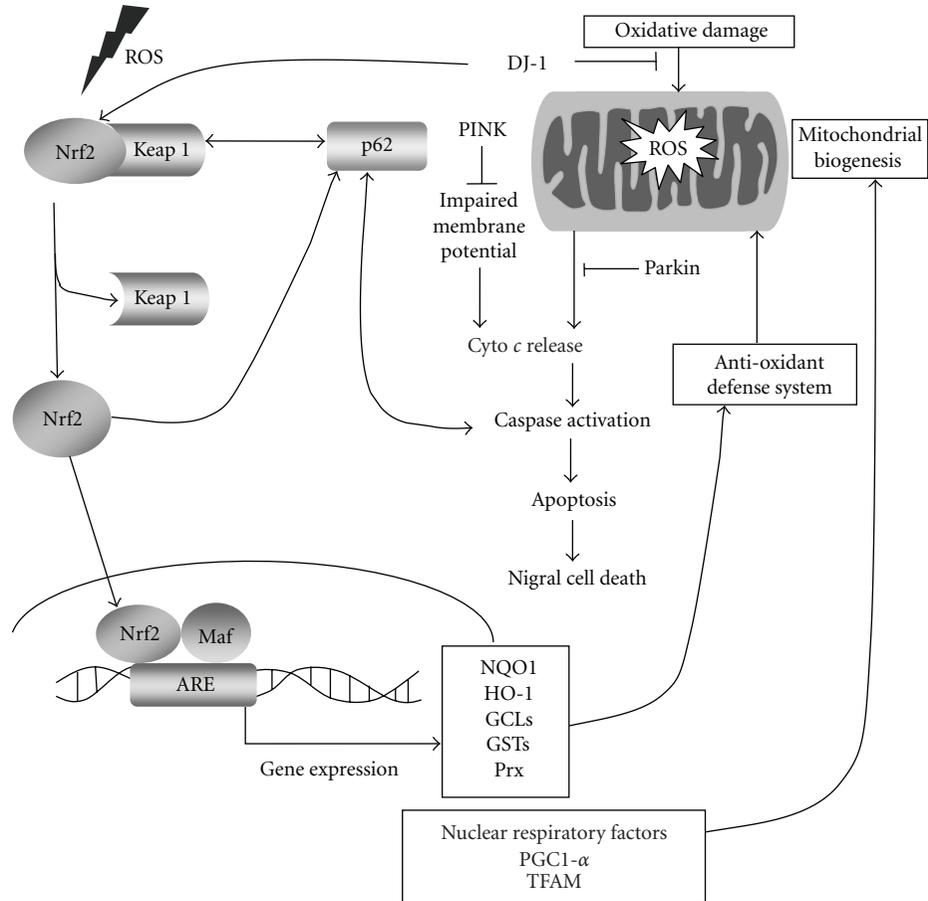 ROS
Oxidative damage
DJ-1
Nrf2
Keap 1
p62
PINK
ROS
Mitochondrial
biogenesis
Impaired
membrane
potential
Parkin
Keap 1
Cyto c release
Anti-oxidant
defense system
Nrf2
Caspase activation
Apoptosis
Nigral cell death
Nrf2
Maf
ARE
Gene expression
NQO1
HO-1
GCLs
GSTs
Prx
Nuclear respiratory factors
PGC1-α
TFAM